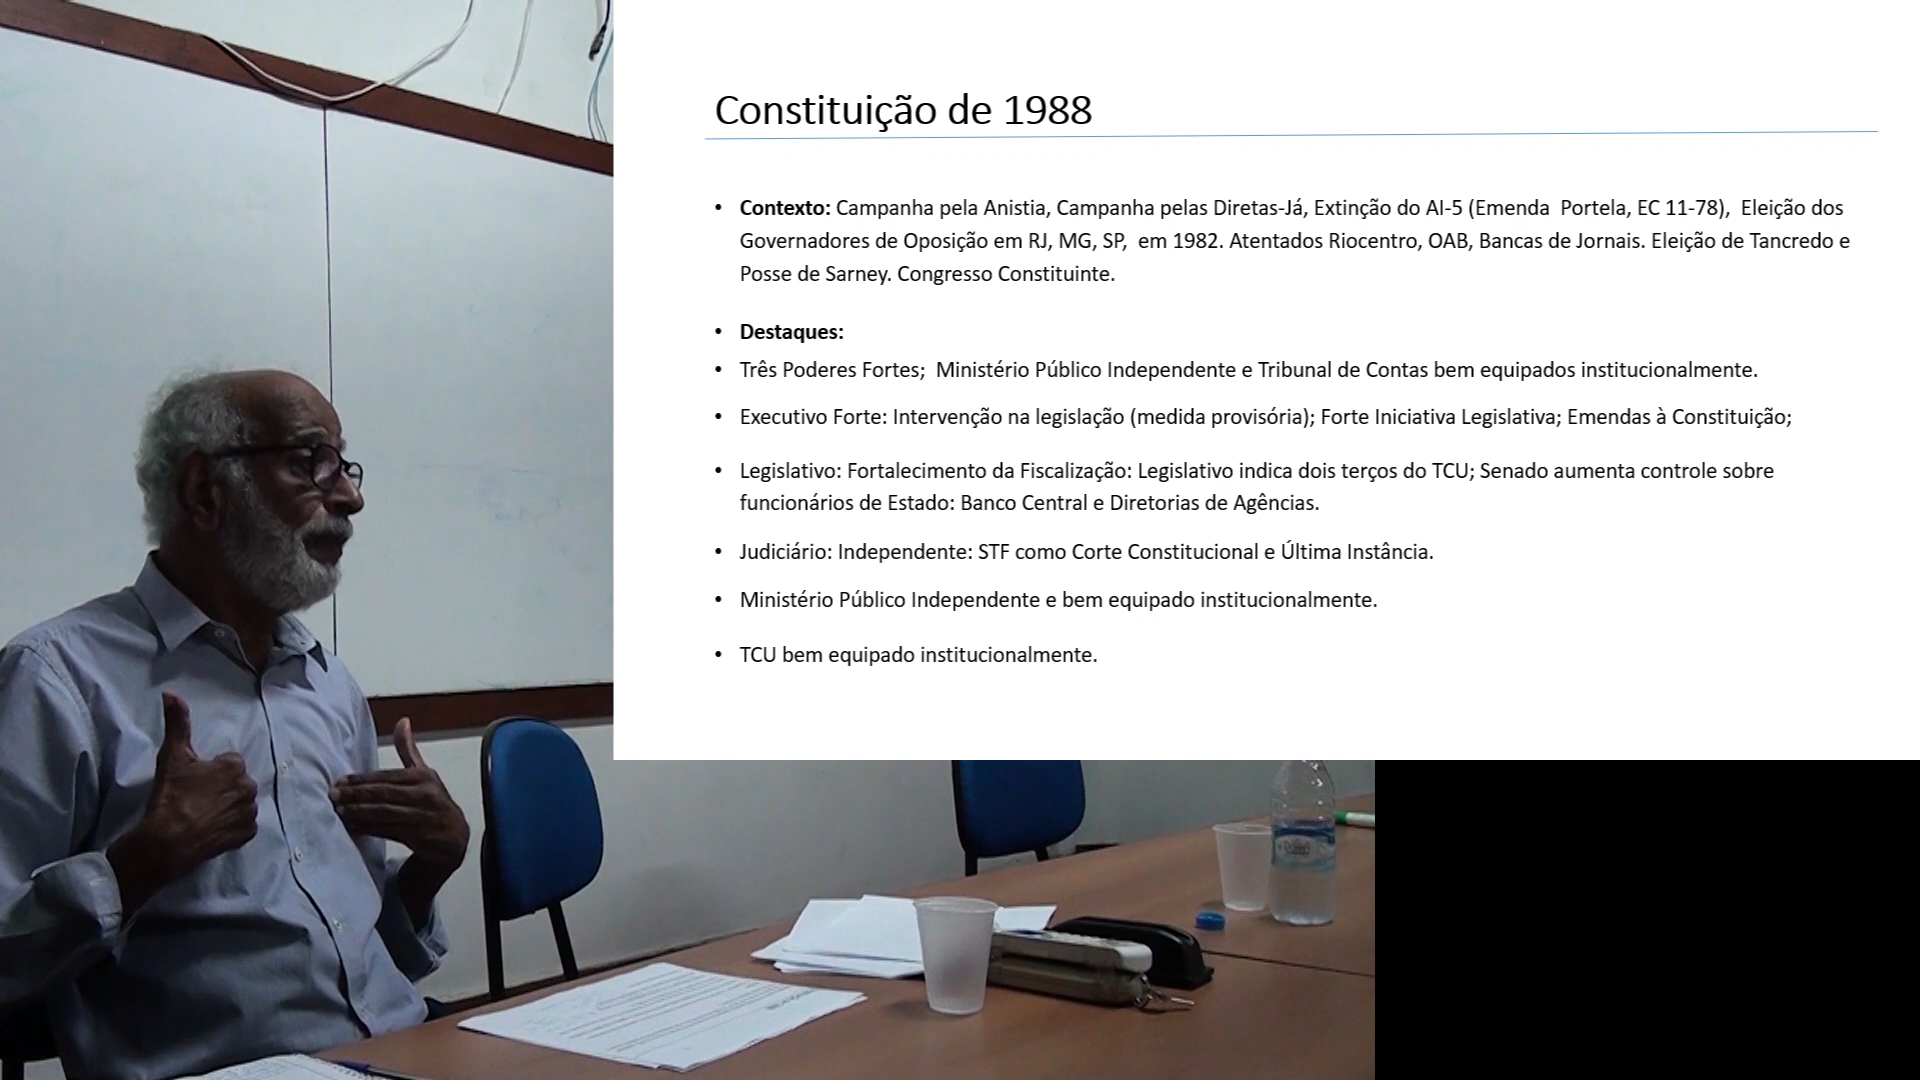 Constituição de 1988
• Contexto: Campanha pela Anistia, Campanha pelas Diretas-Já, Extinção do AI-5 (Emenda  Portela, EC 11-78),  Eleição dos
Governadores de Oposição em RJ, MG, SP,  em 1982. Atentados Riocentro, OAB, Bancas de Jornais. Eleição de Tancredo e
Posse de Sarney. Congresso Constituinte.
• Destaques:
• Três Poderes Fortes;  Ministério Público Independente e Tribunal de Contas bem equipados institucionalmente.
• Executivo Forte: Intervenção na legislação (medida provisória); Forte Iniciativa Legislativa; Emendas à Constituição;
• Legislativo: Fortalecimento da Fiscalização: Legislativo indica dois terços do TCU; Senado aumenta controle sobre
funcionários de Estado: Banco Central e Diretorias de Agências.
• Judiciário: Independente: STF como Corte Constitucional e Última Instância.
• Ministério Público Independente e bem equipado institucionalmente.
• TCU bem equipado institucionalmente.